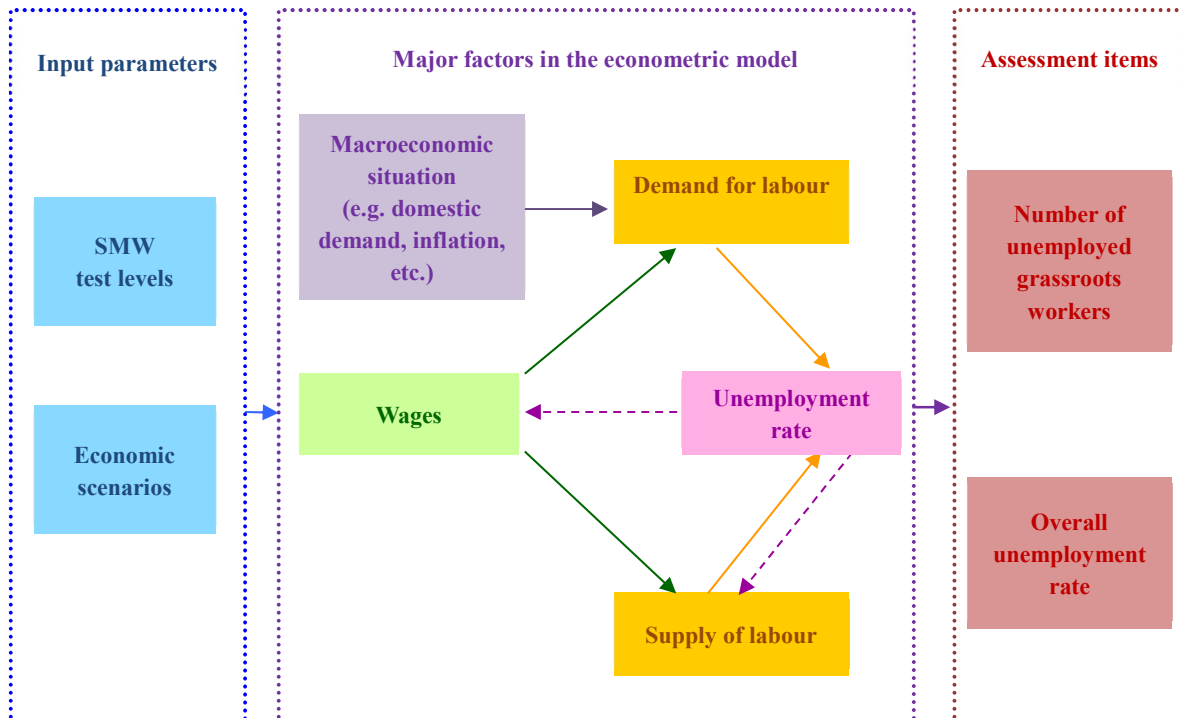 Input parameters
SMW
test levels
Economic
scenarios
Major factors in the econometric model
Macroeconomic
situation
(e.g. domestic
demand, inflation,
etc.)
Demand for labour
Wages
Unemployment
rate
Supply of labour
Assessment items
Number of
unemployed
grassroots
workers
Overall
unemployment
rate